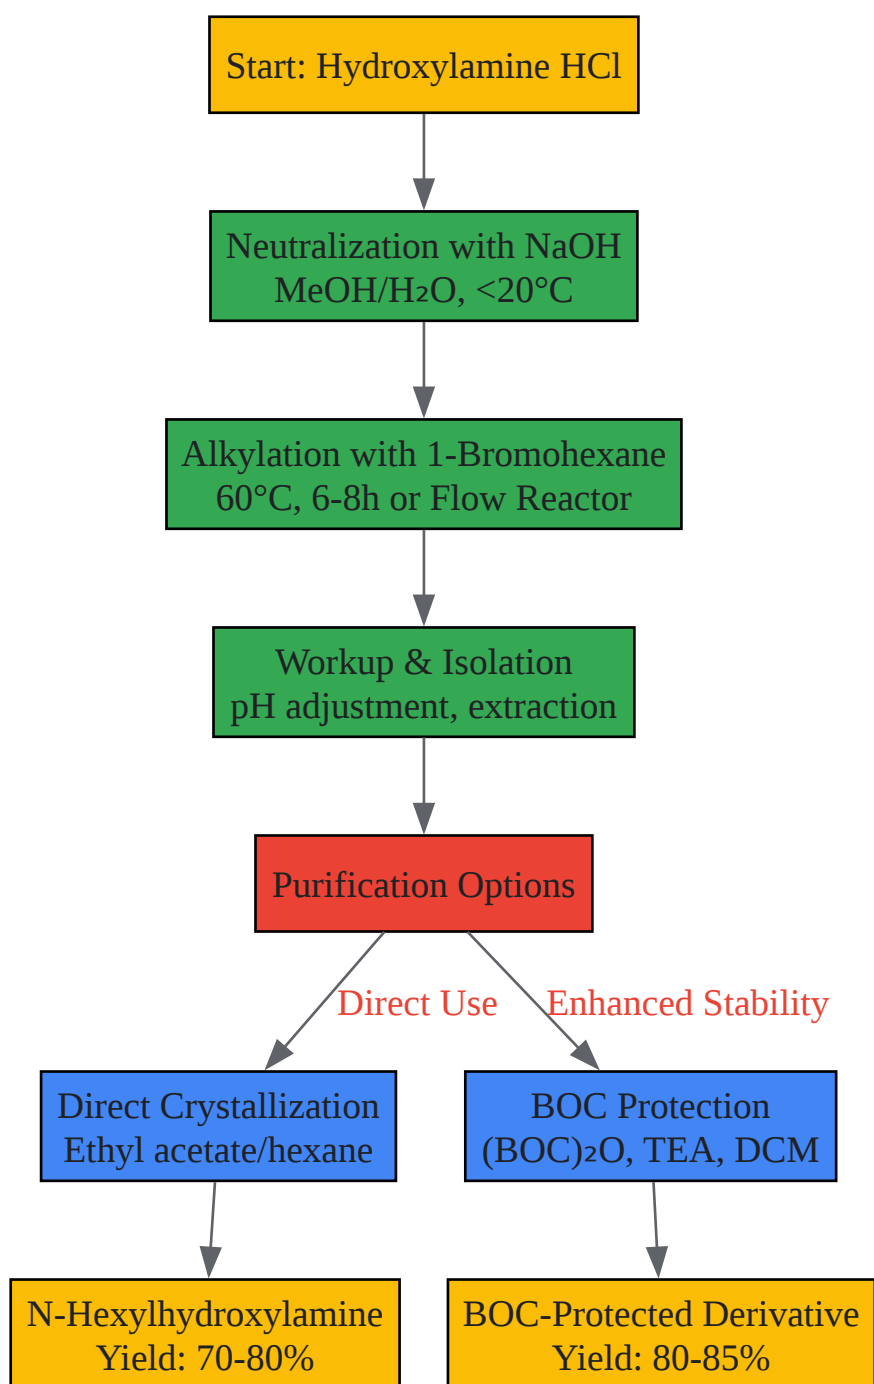 Start: Hydroxylamine HCl
Neutralization with NaOH
MeOH/H₂O, <20°C
Alkylation with 1-Bromohexane
60°C, 6-8h or Flow Reactor
Workup & Isolation
pH adjustment, extraction
Purification Options
Direct Use
Enhanced Stability
Direct Crystallization
Ethyl acetate/hexane
BOC Protection
(BOC)₂O, TEA, DCM
N-Hexylhydroxylamine
Yield: 70-80%
BOC-Protected Derivative
Yield: 80-85%